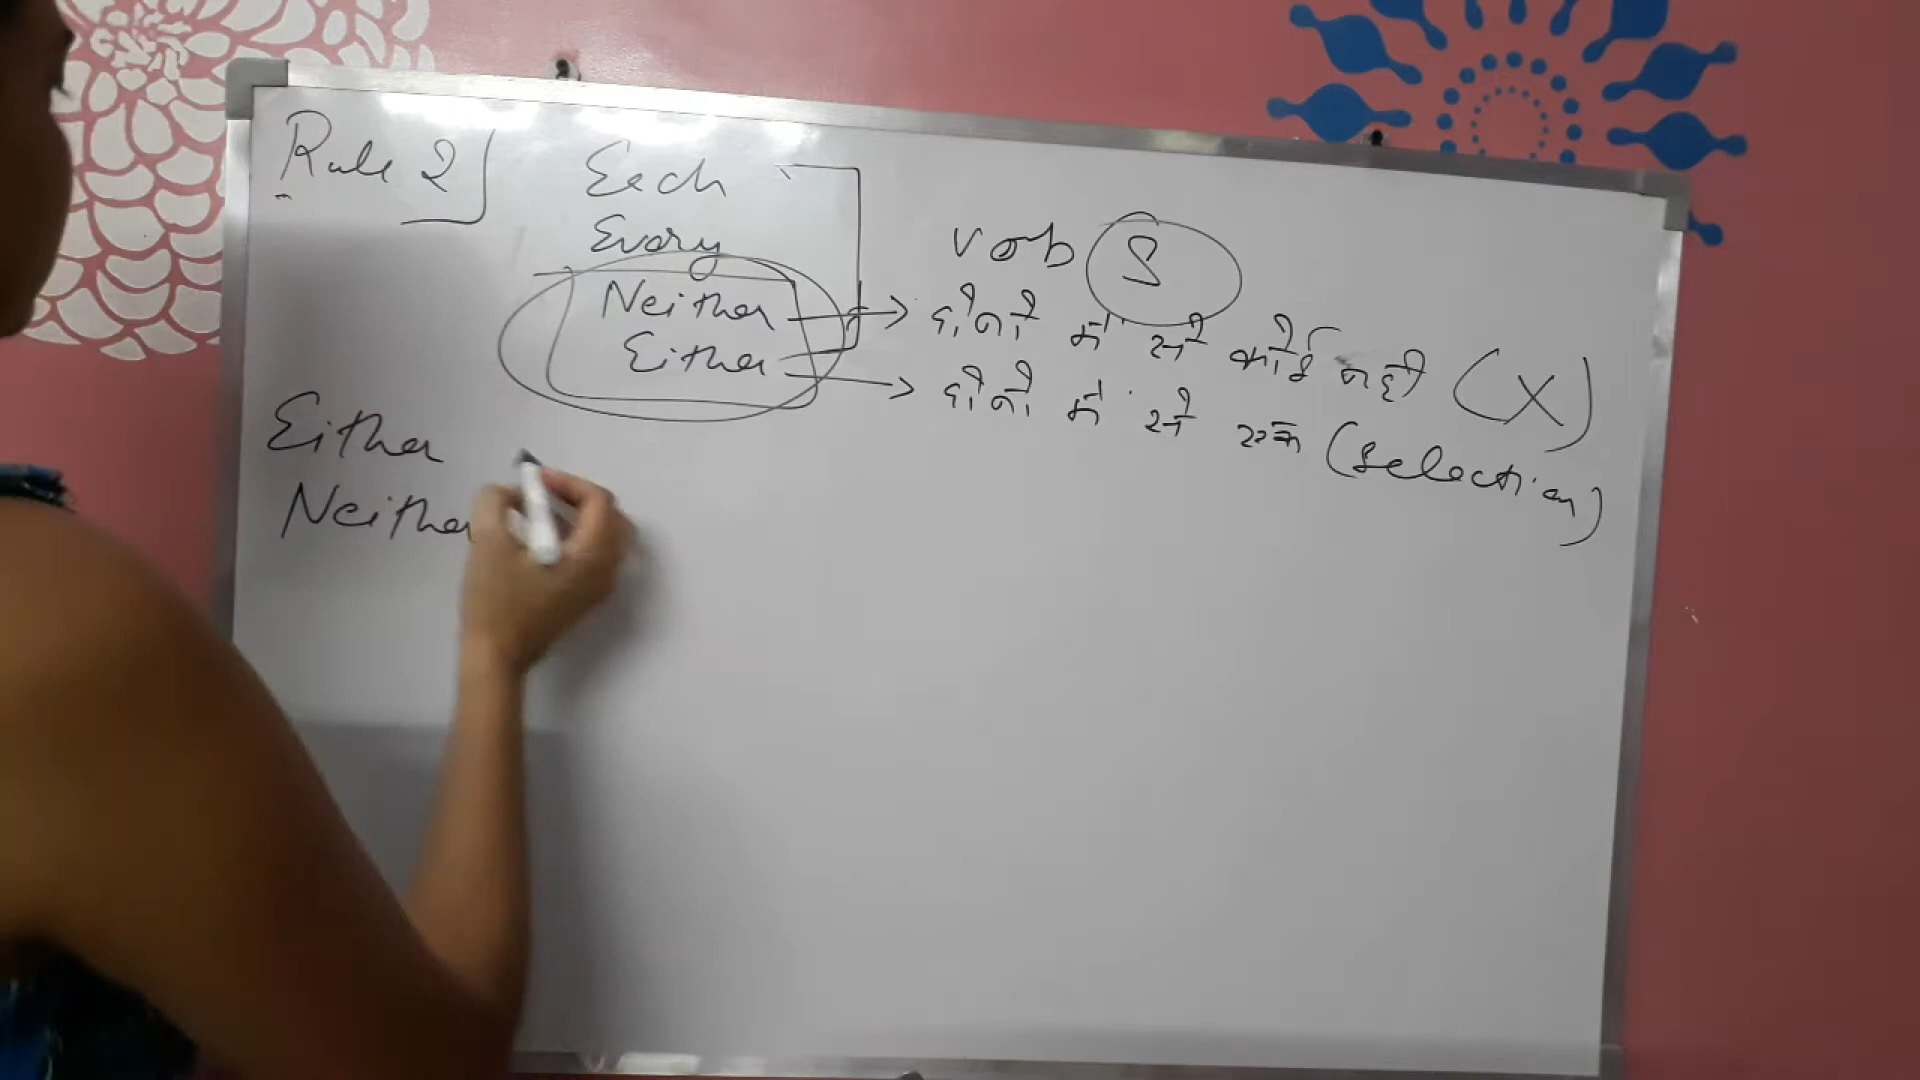 Rule 2
Each
Every
Neither
Either
verb S
दोनो में से कोई नही (X)
दोनो में से एक (Selection)
Either
Neither